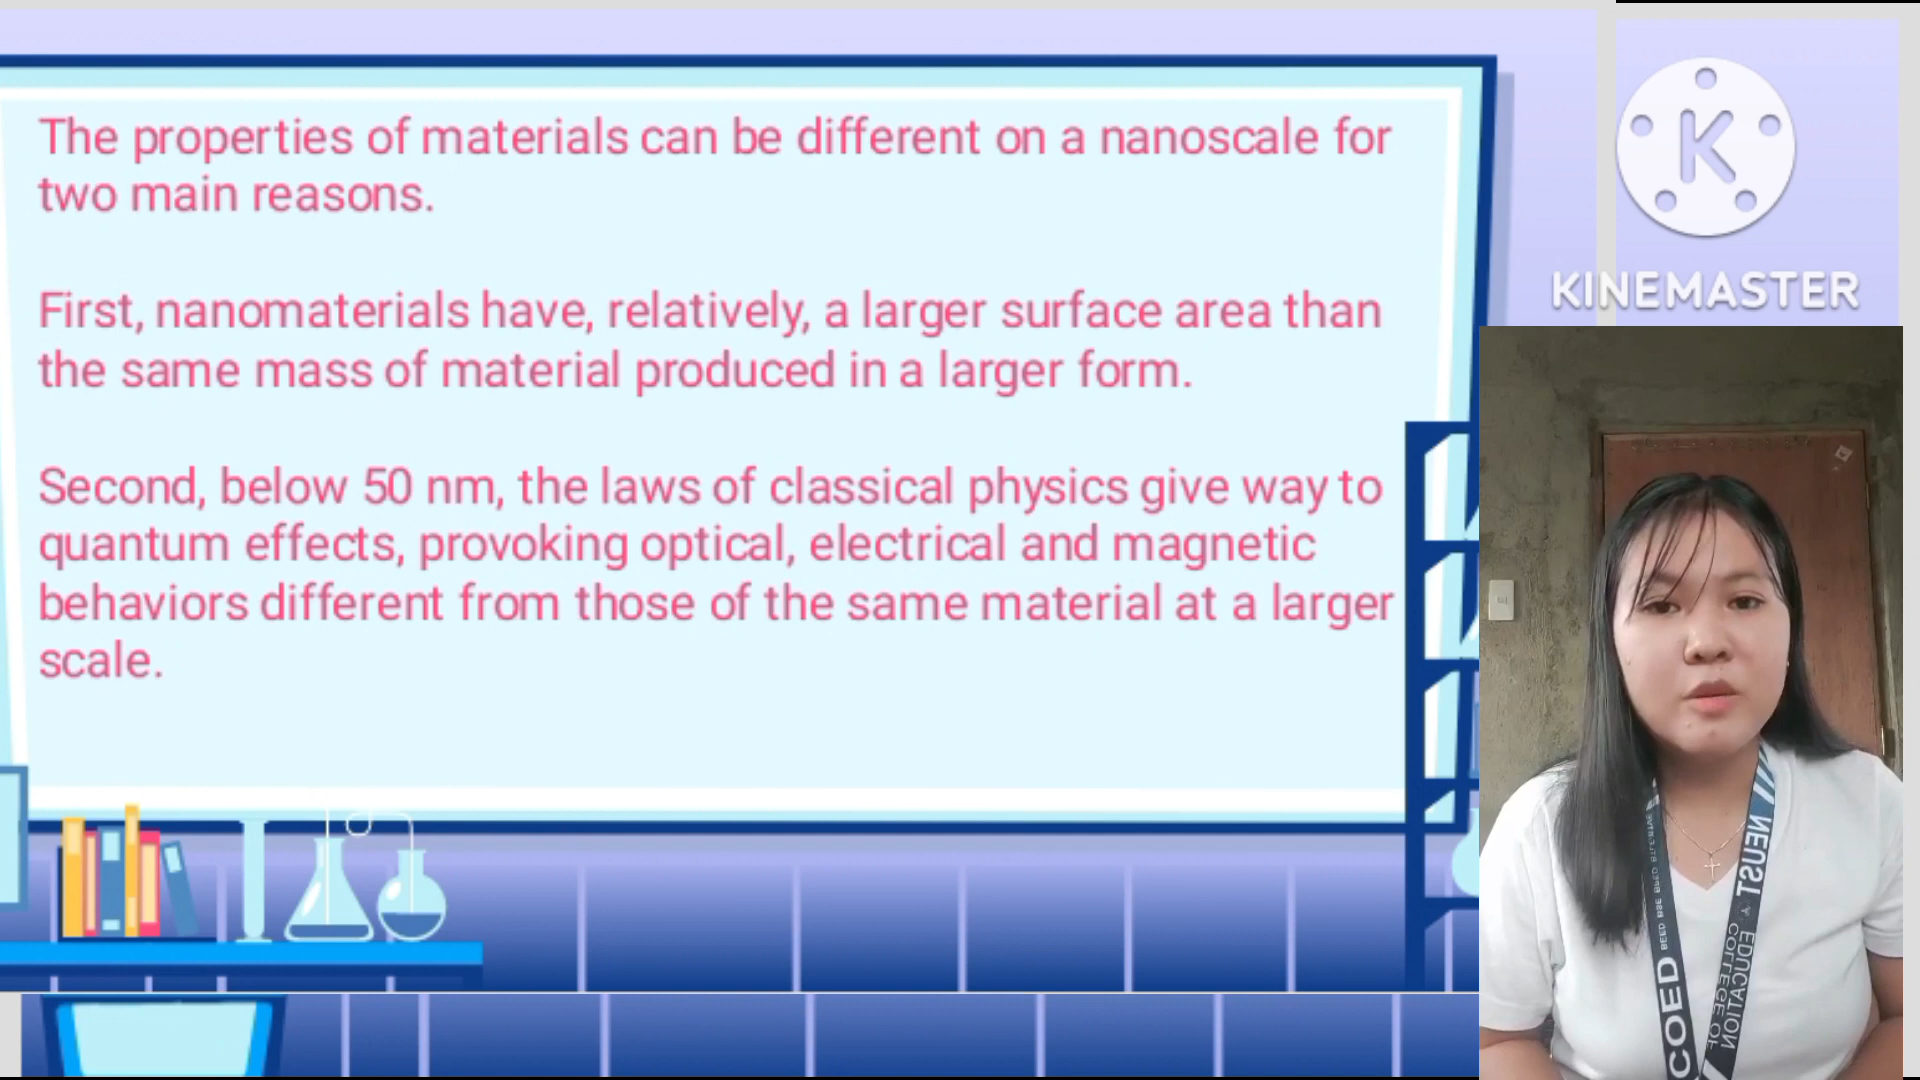 The properties of materials can be different on a nanoscale for
two main reasons.
First, nanomaterials have, relatively, a larger surface area than
the same mass of material produced in a larger form.
Second, below 50 nm, the laws of classical physics give way to
quantum effects, provoking optical, electrical and magnetic
behaviors different from those of the same material at a larger
scale.
K
KINEMASTER
NEUST
COLLEGE OF
EDUCATION
COED
BEED